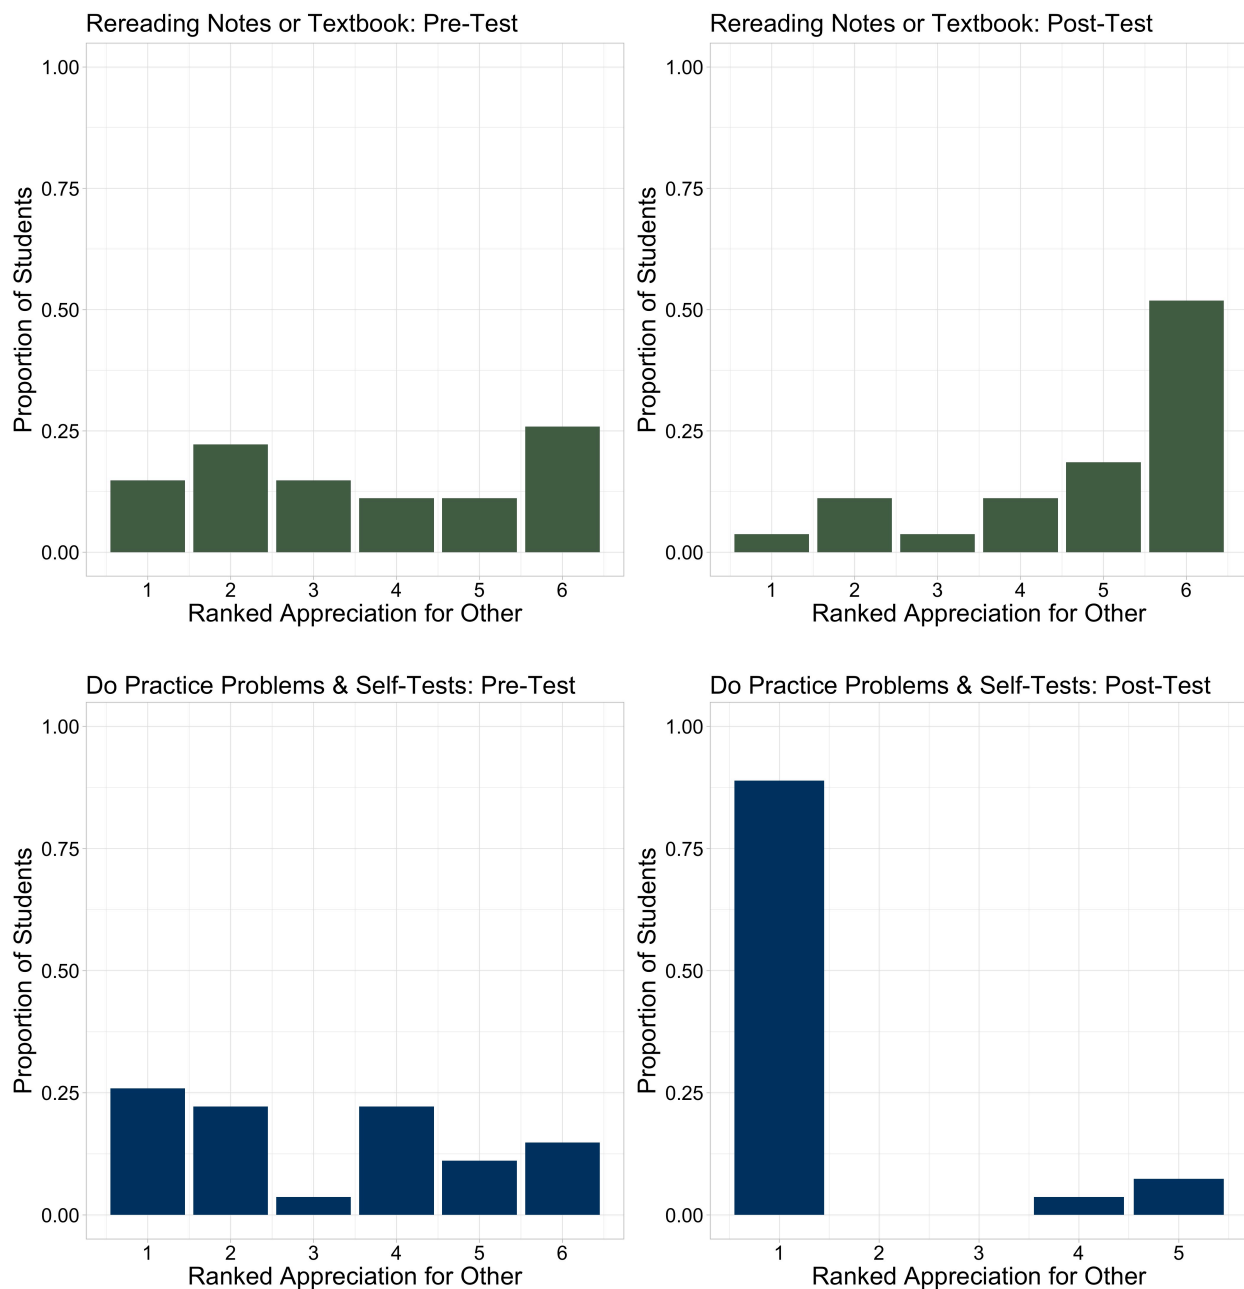 Rereading Notes or Textbook: Pre-Test
1.00
0.75
0.50
0.25
0.00
Proportion of Students
1 2 3 4 5 6
Ranked Appreciation for Other
Rereading Notes or Textbook: Post-Test
1.00
0.75
0.50
0.25
0.00
Proportion of Students
1 2 3 4 5 6
Ranked Appreciation for Other
Do Practice Problems & Self-Tests: Pre-Test
1.00
0.75
0.50
0.25
0.00
Proportion of Students
1 2 3 4 5 6
Ranked Appreciation for Other
Do Practice Problems & Self-Tests: Post-Test
1.00
0.75
0.50
0.25
0.00
Proportion of Students
1 2 3 4 5
Ranked Appreciation for Other